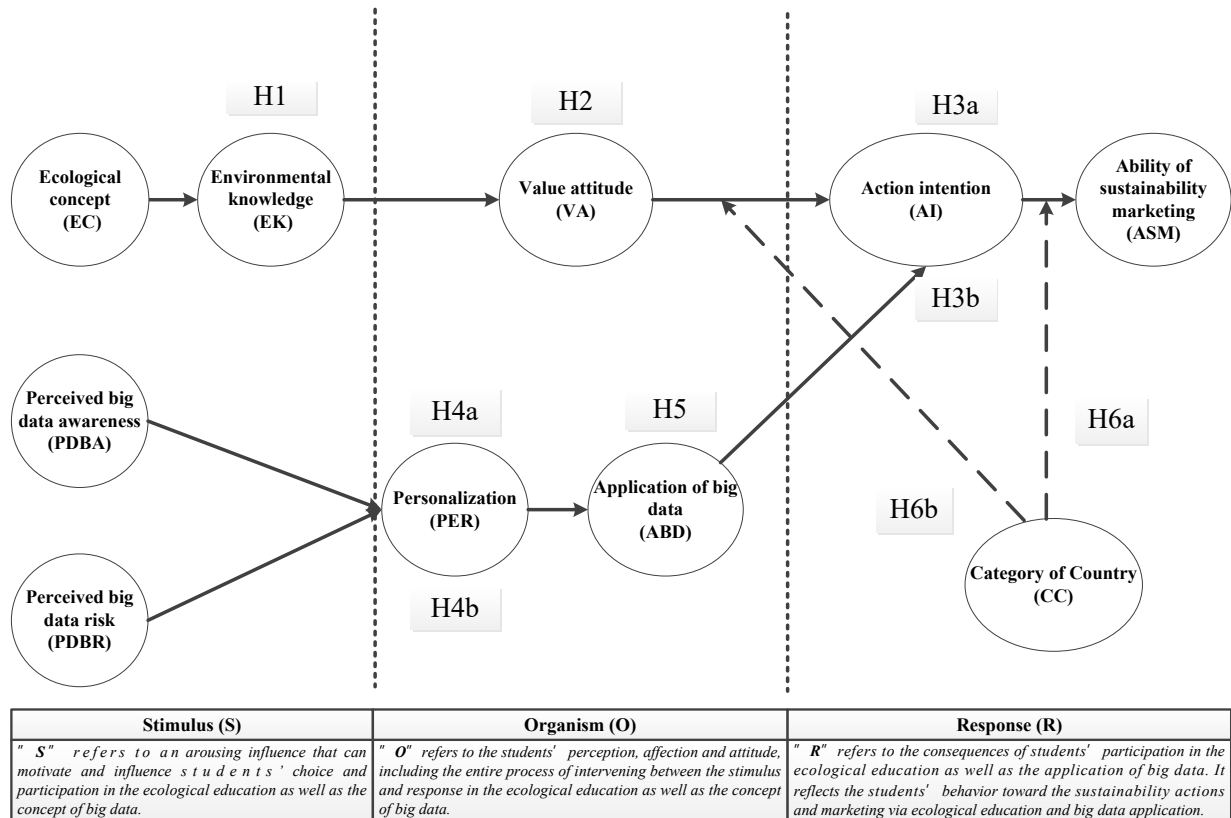 H1
H2
H3a
Ecological
concept
(EC)
Environmental
knowledge
(EK)
Value attitude
(VA)
Action intention
(AI)
Ability of
sustainability
marketing
(ASM)
H3b
Perceived big
data awareness
(PDBA)
H4a
H5
H6a
Personalization
(PER)
Application of big
data
(ABD)
H6b
Perceived big
data risk
(PDBR)
H4b
Category of Country
(CC)
Stimulus (S)
" S" refers to an arousing influence that can
motivate and influence students' choice and
participation in the ecological education as well as the
concept of big data.
Organism (O)
" O" refers to the students' perception, affection and attitude,
including the entire process of intervening between the stimulus
and response in the ecological education as well as the concept
of big data.
Response (R)
" R" refers to the consequences of students' participation in the
ecological education as well as the application of big data. It
reflects the students' behavior toward the sustainability actions
and marketing via ecological education and big data application.